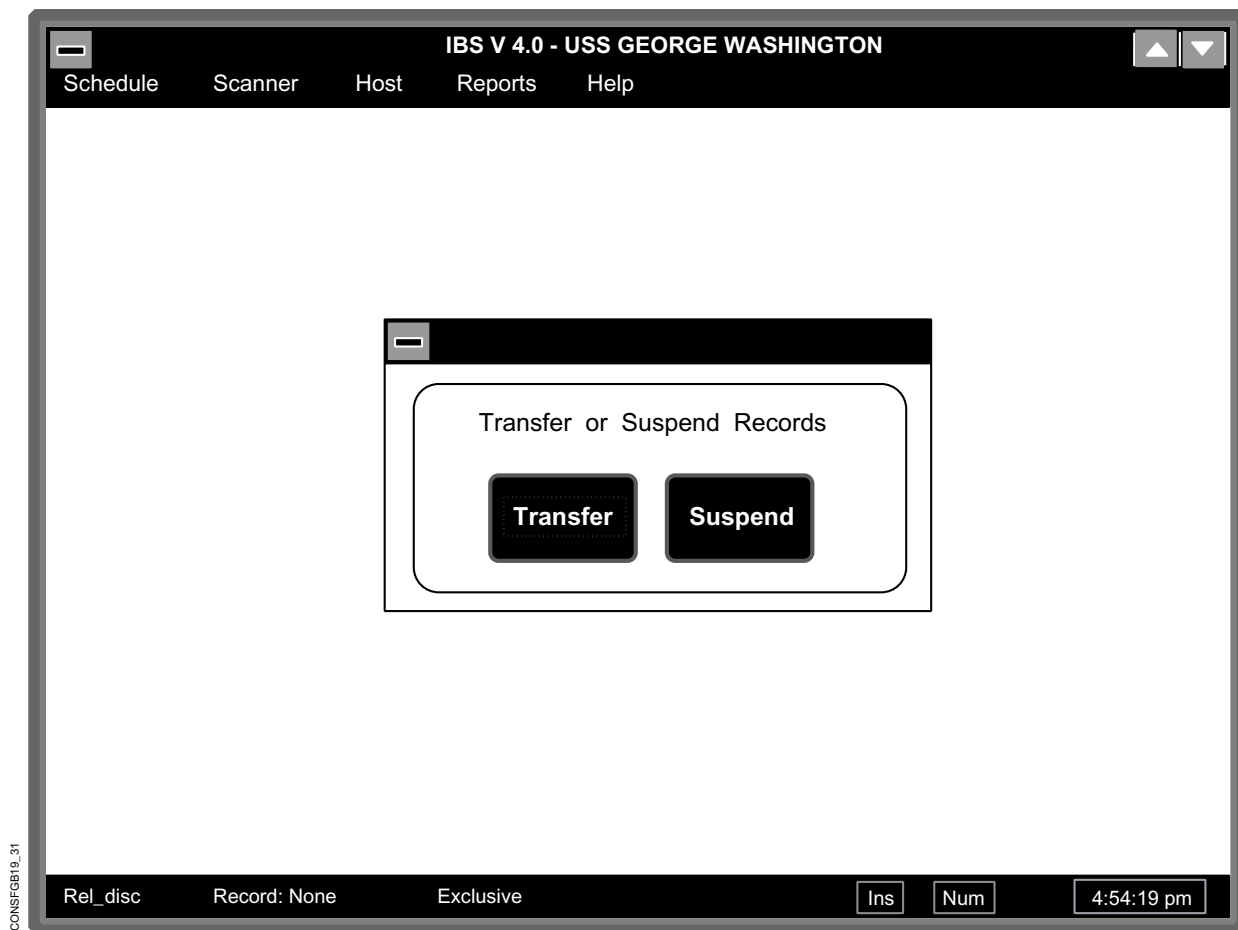 IBS V 4.0 - USS GEORGE WASHINGTON
Schedule Scanner Host Reports Help
Transfer or Suspend Records
Transfer Suspend
Rel_disc Record: None Exclusive Ins Num 4:54:19 pm
CONSFGB19_31